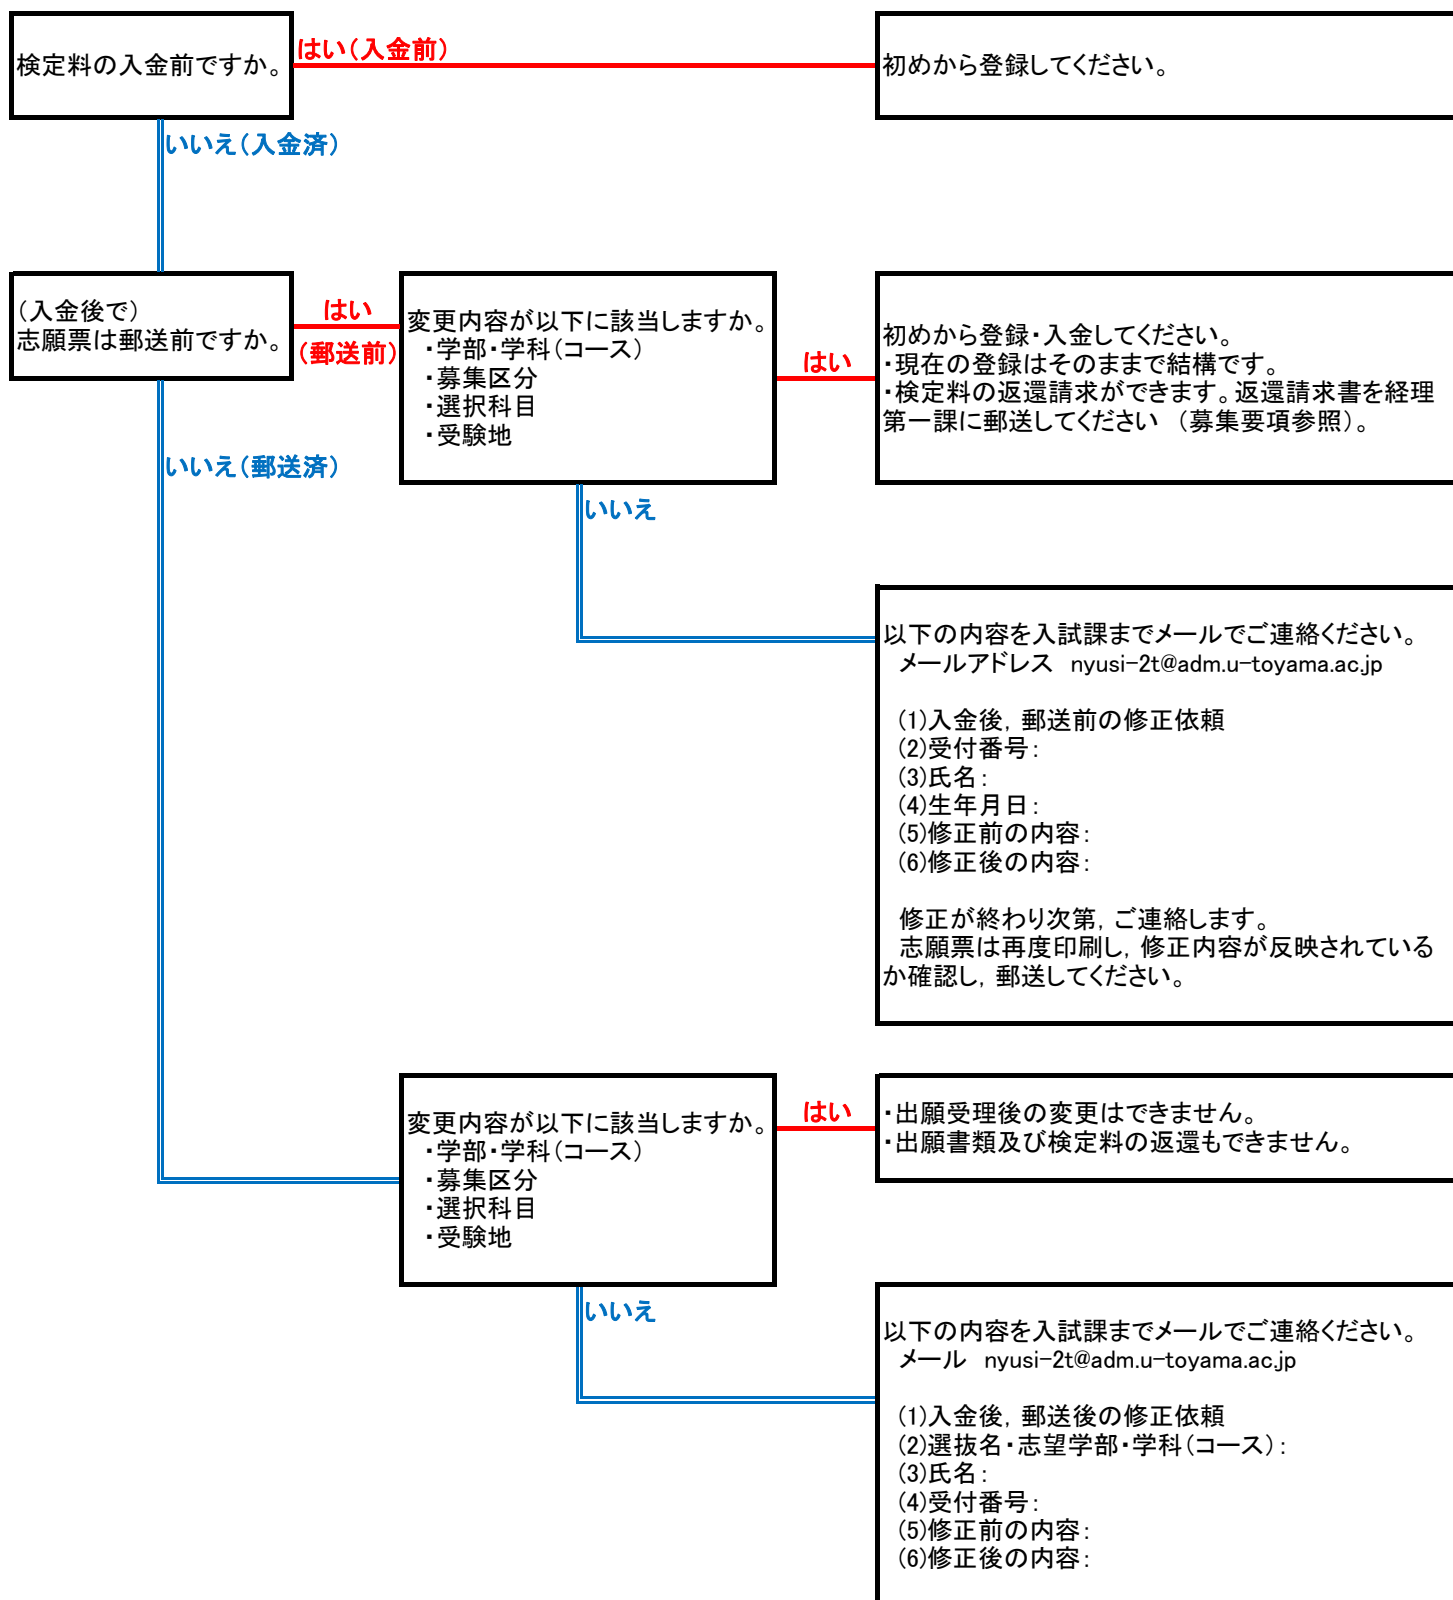 検定料の入金前ですか。
はい（入金前）
初めから登録してください。
いいえ（入金済）
（入金後で）
志願票は郵送前ですか。
はい
（郵送前）
変更内容が以下に該当しますか。
・学部・学科（コース）
・募集区分
・選択科目
・受験地
はい
初めから登録・入金してください。
・現在の登録はそのままで結構です。
・検定料の返還請求ができます。返還請求書を経理
第一課に郵送してください （募集要項参照）。
いいえ（郵送済）
いいえ
以下の内容を入試課までメールでご連絡ください。
メールアドレス nyusi-2t@adm.u-toyama.ac.jp
(1)入金後，郵送前の修正依頼
(2)受付番号：
(3)氏名：
(4)生年月日：
(5)修正前の内容：
(6)修正後の内容：
修正が終わり次第，ご連絡します。
志願票は再度印刷し，修正内容が反映されている
か確認し，郵送してください。
変更内容が以下に該当しますか。
・学部・学科（コース）
・募集区分
・選択科目
・受験地
はい
・出願受理後の変更はできません。
・出願書類及び検定料の返還もできません。
いいえ
以下の内容を入試課までメールでご連絡ください。
メール nyusi-2t@adm.u-toyama.ac.jp
(1)入金後，郵送後の修正依頼
(2)選抜名・志望学部・学科（コース）：
(3)氏名：
(4)受付番号：
(5)修正前の内容：
(6)修正後の内容：